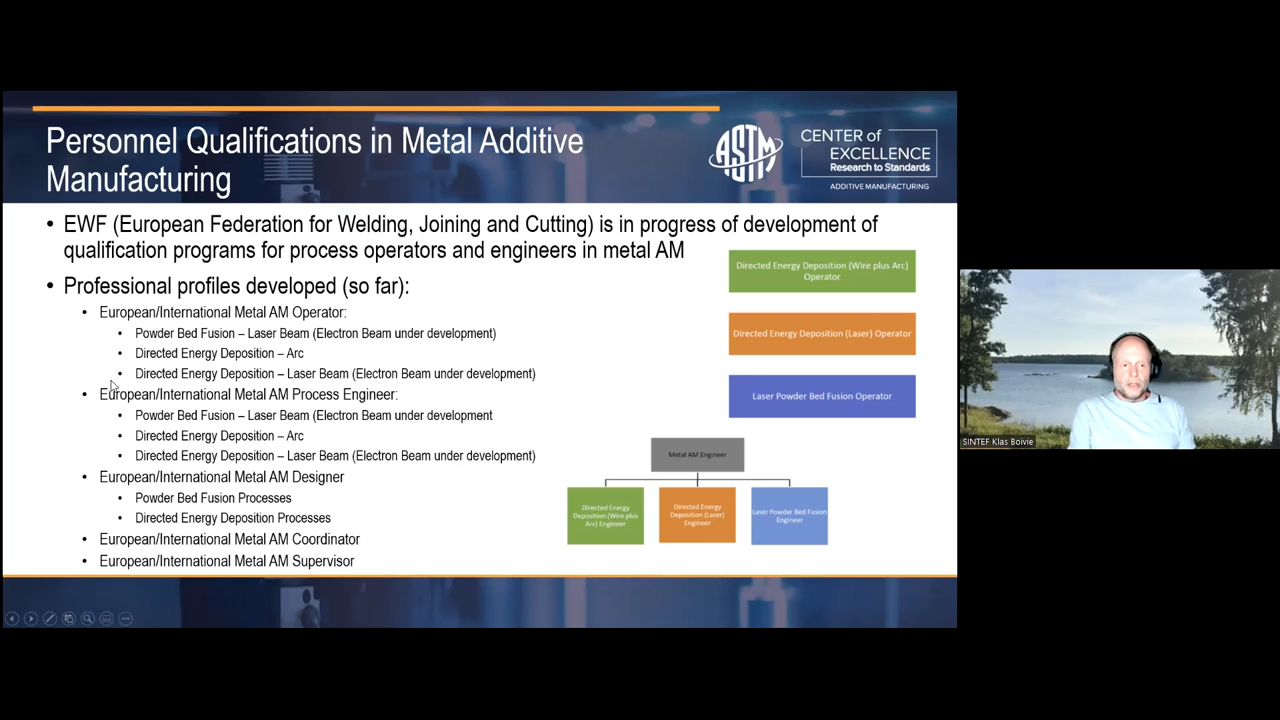 Personnel Qualifications in Metal Additive
Manufacturing
ASTM
CENTER of
EXCELLENCE
Research to Standards
ADDITIVE MANUFACTURING
• EWF (European Federation for Welding, Joining and Cutting) is in progress of development of
qualification programs for process operators and engineers in metal AM
• Professional profiles developed (so far):
• European/International Metal AM Operator:
• Powder Bed Fusion – Laser Beam (Electron Beam under development)
• Directed Energy Deposition – Arc
• Directed Energy Deposition – Laser Beam (Electron Beam under development)
• European/International Metal AM Process Engineer:
• Powder Bed Fusion – Laser Beam (Electron Beam under development
• Directed Energy Deposition – Arc
• Directed Energy Deposition – Laser Beam (Electron Beam under development)
• European/International Metal AM Designer
• Powder Bed Fusion Processes
• Directed Energy Deposition Processes
• European/International Metal AM Coordinator
• European/International Metal AM Supervisor
Directed Energy Deposition (Wire plus Arc)
Operator
Directed Energy Deposition (Laser) Operator
Laser Powder Bed Fusion Operator
Metal AM Engineer
Directed Energy
Deposition (Wire plus
Arc) Engineer
Directed Energy
Deposition (Laser)
Engineer
Laser Powder Bed Fusion
Engineer
SINTEF Klas Boivie